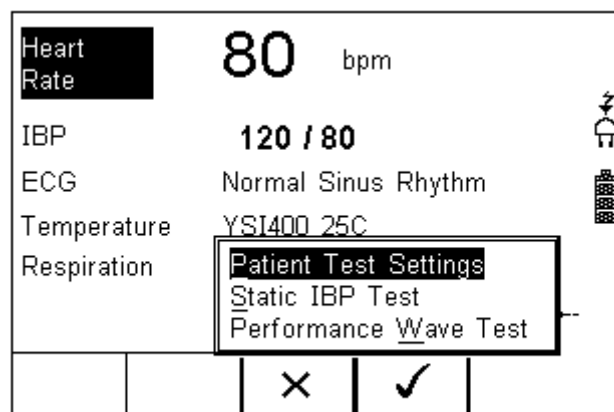 Heart
Rate
80 bpm
IBP 120 / 80
ECG Normal Sinus Rhythm
Temperature YSI400 25C
Respiration
Patient Test Settings
Static IBP Test
Performance Wave Test